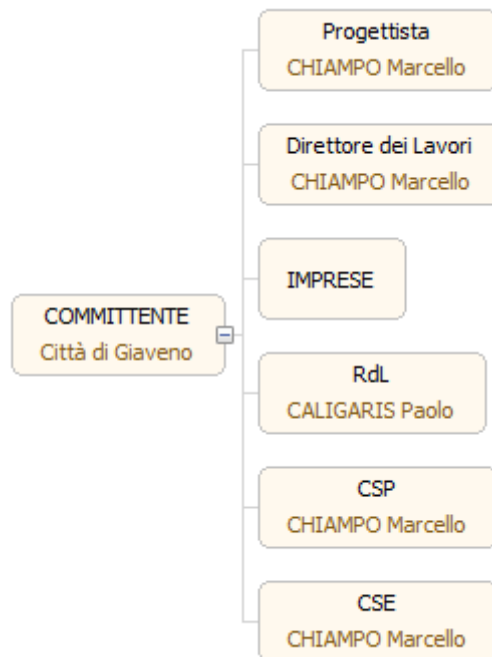 Progettista
CHIAMPO Marcello
Direttore dei Lavori
CHIAMPO Marcello
IMPRESE
COMMITTENTE
Città di Giaveno
RdL
CALIGARIS Paolo
CSP
CHIAMPO Marcello
CSE
CHIAMPO Marcello